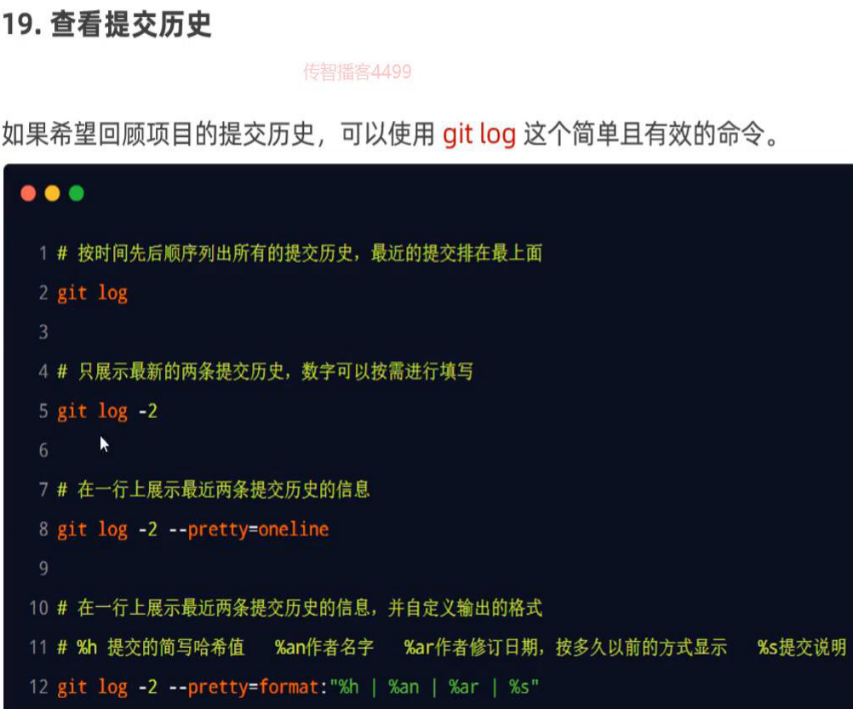 19. 查看提交历史
传智播客4499
如果希望回顾项目的提交历史，可以使用 git log 这个简单且有效的命令。
1 # 按时间先后顺序列出所有的提交历史，最近的提交排在最上面
2 git log
3
4 # 只展示最新的两条提交历史，数字可以按需进行填写
5 git log -2
6
7 # 在一行上展示最近两条提交历史的信息
8 git log -2 --pretty=oneline
9
10 # 在一行上展示最近两条提交历史的信息，并自定义输出的格式
11 # %h 提交的简写哈希值 %an作者名字 %ar作者修订日期，按多久以前的方式显示 %s提交说明
12 git log -2 --pretty=format:"%h | %an | %ar | %s"